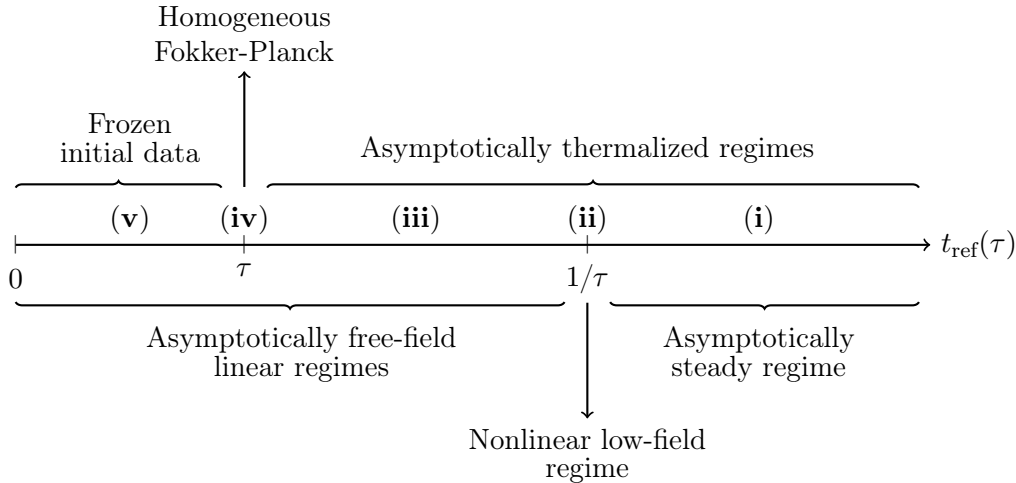 Homogeneous
Fokker-Planck
Frozen
initial data
Asymptotically thermalized regimes
(v)
(iv)
(iii)
(ii)
(i)
t_ref(τ)
0
τ
1/τ
Asymptotically free-field
linear regimes
Asymptotically
steady regime
Nonlinear low-field
regime